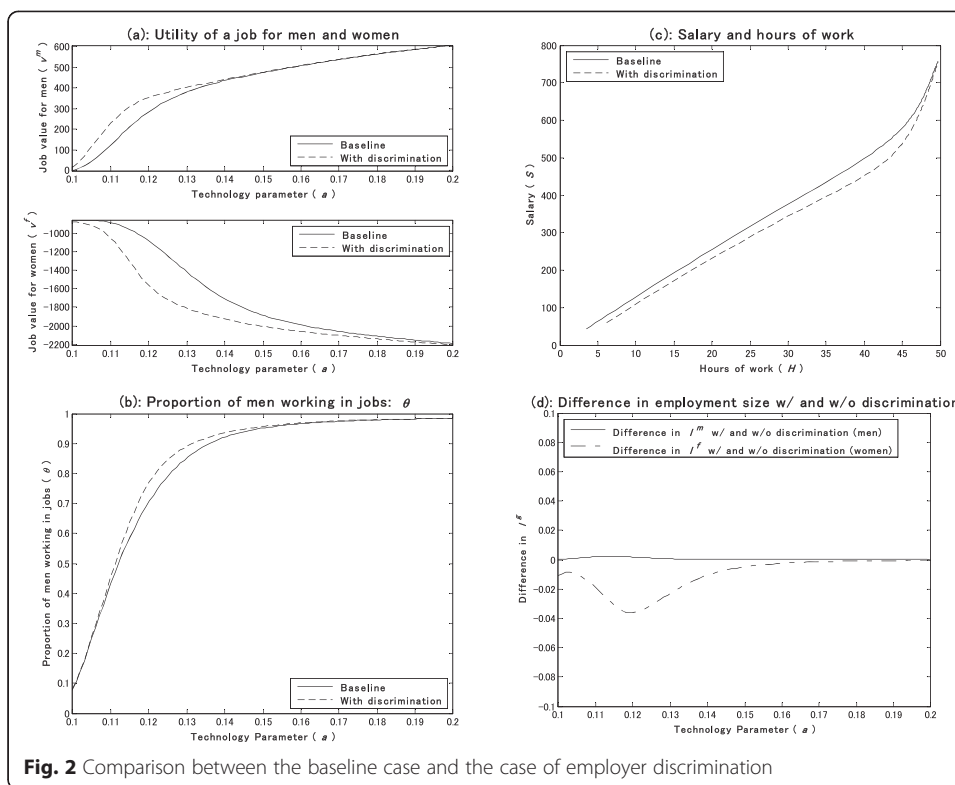 (a): Utility of a job for men and women
600
500
400
300
200
100
0
Job value for men ( v^m )
Baseline
With discrimination
0.1 0.11 0.12 0.13 0.14 0.15 0.16 0.17 0.18 0.19 0.2
Technology parameter ( a )
-1000
-1200
-1400
-1600
-1800
-2000
-2200
Job value for women ( v^f )
Baseline
With discrimination
0.1 0.11 0.12 0.13 0.14 0.15 0.16 0.17 0.18 0.19 0.2
Technology parameter ( a )
(c): Salary and hours of work
800
700
600
500
400
300
200
100
0
Salary ( S )
Baseline
With discrimination
0 5 10 15 20 25 30 35 40 45 50
Hours of work ( H )
(b): Proportion of men working in jobs: θ
1
0.9
0.8
0.7
0.6
0.5
0.4
0.3
0.2
0.1
0
Proportion of men working in jobs ( θ )
Baseline
With discrimination
0.1 0.11 0.12 0.13 0.14 0.15 0.16 0.17 0.18 0.19 0.2
Technology Parameter ( a )
(d): Difference in employment size w/ and w/o discrimination
0.1
0.08
0.06
0.04
0.02
0
-0.02
-0.04
-0.06
-0.08
-0.1
Difference in l^g
Difference in l^m w/ and w/o discrimination (men)
Difference in l^f w/ and w/o discrimination (women)
0.1 0.11 0.12 0.13 0.14 0.15 0.16 0.17 0.18 0.19 0.2
Technology Parameter ( a )
Fig. 2 Comparison between the baseline case and the case of employer discrimination